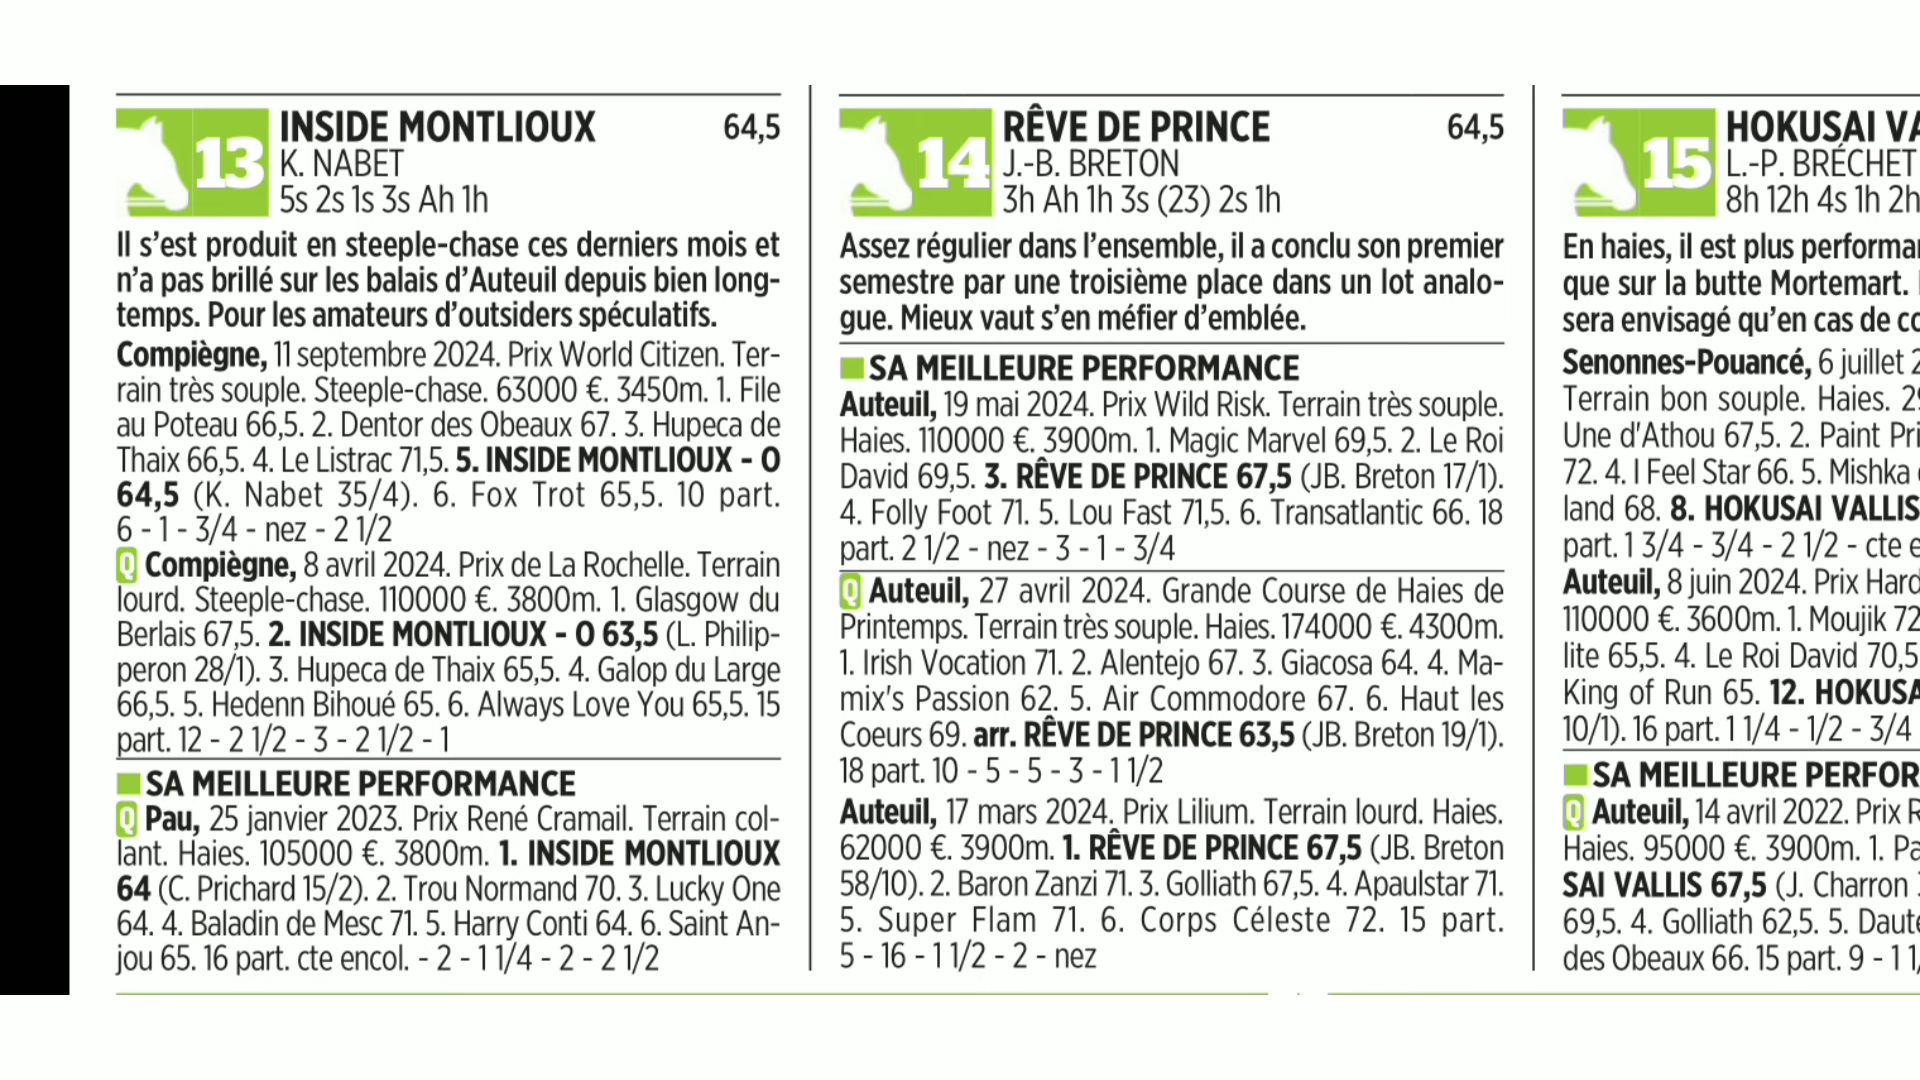 13
INSIDE MONTLIOUX 64,5
K. NABET
5s 2s 1s 3s Ah 1h
Il s'est produit en steeple-chase ces derniers mois et
n'a pas brillé sur les balais d'Auteuil depuis bien long-
temps. Pour les amateurs d'outsiders spéculatifs.
Compiègne, 11 septembre 2024. Prix World Citizen. Ter-
rain très souple. Steeple-chase. 63000 €. 3450m. 1. File
au Poteau 66,5. 2. Dentor des Obeaux 67. 3. Hupeca de
Thaix 66,5. 4. Le Listrac 71,5. 5. INSIDE MONTLIOUX - O
64,5 (K. Nabet 35/4). 6. Fox Trot 65,5. 10 part.
6 - 1 - 3/4 - nez - 2 1/2
Q Compiègne, 8 avril 2024. Prix de La Rochelle. Terrain
lourd. Steeple-chase. 110000 €. 3800m. 1. Glasgow du
Berlais 67,5. 2. INSIDE MONTLIOUX - O 63,5 (L. Philip-
peron 28/1). 3. Hupeca de Thaix 65,5. 4. Galop du Large
66,5. 5. Hedenn Bihoué 65. 6. Always Love You 65,5. 15
part. 12 - 2 1/2 - 3 - 2 1/2 - 1
SA MEILLEURE PERFORMANCE
Q Pau, 25 janvier 2023. Prix René Cramail. Terrain col-
lant. Haies. 105000 €. 3800m. 1. INSIDE MONTLIOUX
64 (C. Prichard 15/2). 2. Trou Normand 70. 3. Lucky One
64. 4. Baladin de Mesc 71. 5. Harry Conti 64. 6. Saint An-
jou 65. 16 part. cte encol. - 2 - 1 1/4 - 2 - 2 1/2
14
RÊVE DE PRINCE 64,5
J.-B. BRETON
3h Ah 1h 3s (23) 2s 1h
Assez régulier dans l'ensemble, il a conclu son premier
semestre par une troisième place dans un lot analo-
gue. Mieux vaut s'en méfier d'emblée.
SA MEILLEURE PERFORMANCE
Auteuil, 19 mai 2024. Prix Wild Risk. Terrain très souple.
Haies. 110000 €. 3900m. 1. Magic Marvel 69,5. 2. Le Roi
David 69,5. 3. RÊVE DE PRINCE 67,5 (JB. Breton 17/1).
4. Folly Foot 71. 5. Lou Fast 71,5. 6. Transatlantic 66. 18
part. 2 1/2 - nez - 3 - 1 - 3/4
Q Auteuil, 27 avril 2024. Grande Course de Haies de
Printemps. Terrain très souple. Haies. 174000 €. 4300m.
1. Irish Vocation 71. 2. Alentejo 67. 3. Giacosa 64. 4. Ma-
mix's Passion 62. 5. Air Commodore 67. 6. Haut les
Coeurs 69. arr. RÊVE DE PRINCE 63,5 (JB. Breton 19/1).
18 part. 10 - 5 - 5 - 3 - 1 1/2
Auteuil, 17 mars 2024. Prix Lilium. Terrain lourd. Haies.
62000 €. 3900m. 1. RÊVE DE PRINCE 67,5 (JB. Breton
58/10). 2. Baron Zanzi 71. 3. Golliath 67,5. 4. Apaulstar 71.
5. Super Flam 71. 6. Corps Céleste 72. 15 part.
5 - 16 - 1 1/2 - 2 - nez
15
HOKUSAI VA
L.-P. BRÉCHET
8h 12h 4s 1h 2h
En haies, il est plus performa
que sur la butte Mortemart.
sera envisagé qu'en cas de co
Senonnes-Pouancé, 6 juillet 2
Terrain bon souple. Haies. 29
Une d'Athou 67,5. 2. Paint Pri
72. 4. I Feel Star 66. 5. Mishka
land 68. 8. HOKUSAI VALLIS
part. 1 3/4 - 3/4 - 2 1/2 - cte e
Auteuil, 8 juin 2024. Prix Hard
110000 €. 3600m. 1. Moujik 72
lite 65,5. 4. Le Roi David 70,5
King of Run 65. 12. HOKUSA
10/1). 16 part. 1 1/4 - 1/2 - 3/4
SA MEILLEURE PERFOR
Q Auteuil, 14 avril 2022. Prix R
Haies. 95000 €. 3900m. 1. Pa
SAI VALLIS 67,5 (J. Charron
69,5. 4. Golliath 62,5. 5. Daute
des Obeaux 66. 15 part. 9 - 1 1/